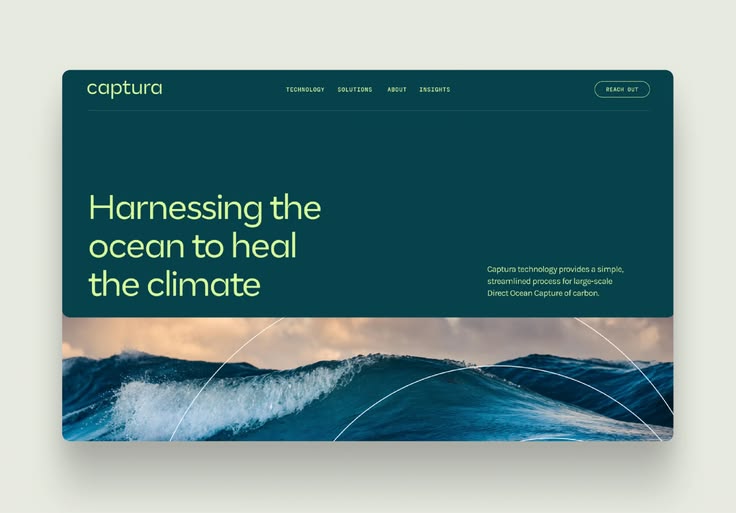 captura
TECHNOLOGY SOLUTIONS ABOUT INSIGHTS
REACH OUT
Harnessing the
ocean to heal
the climate
Captura technology provides a simple,
streamlined process for large-scale
Direct Ocean Capture of carbon.